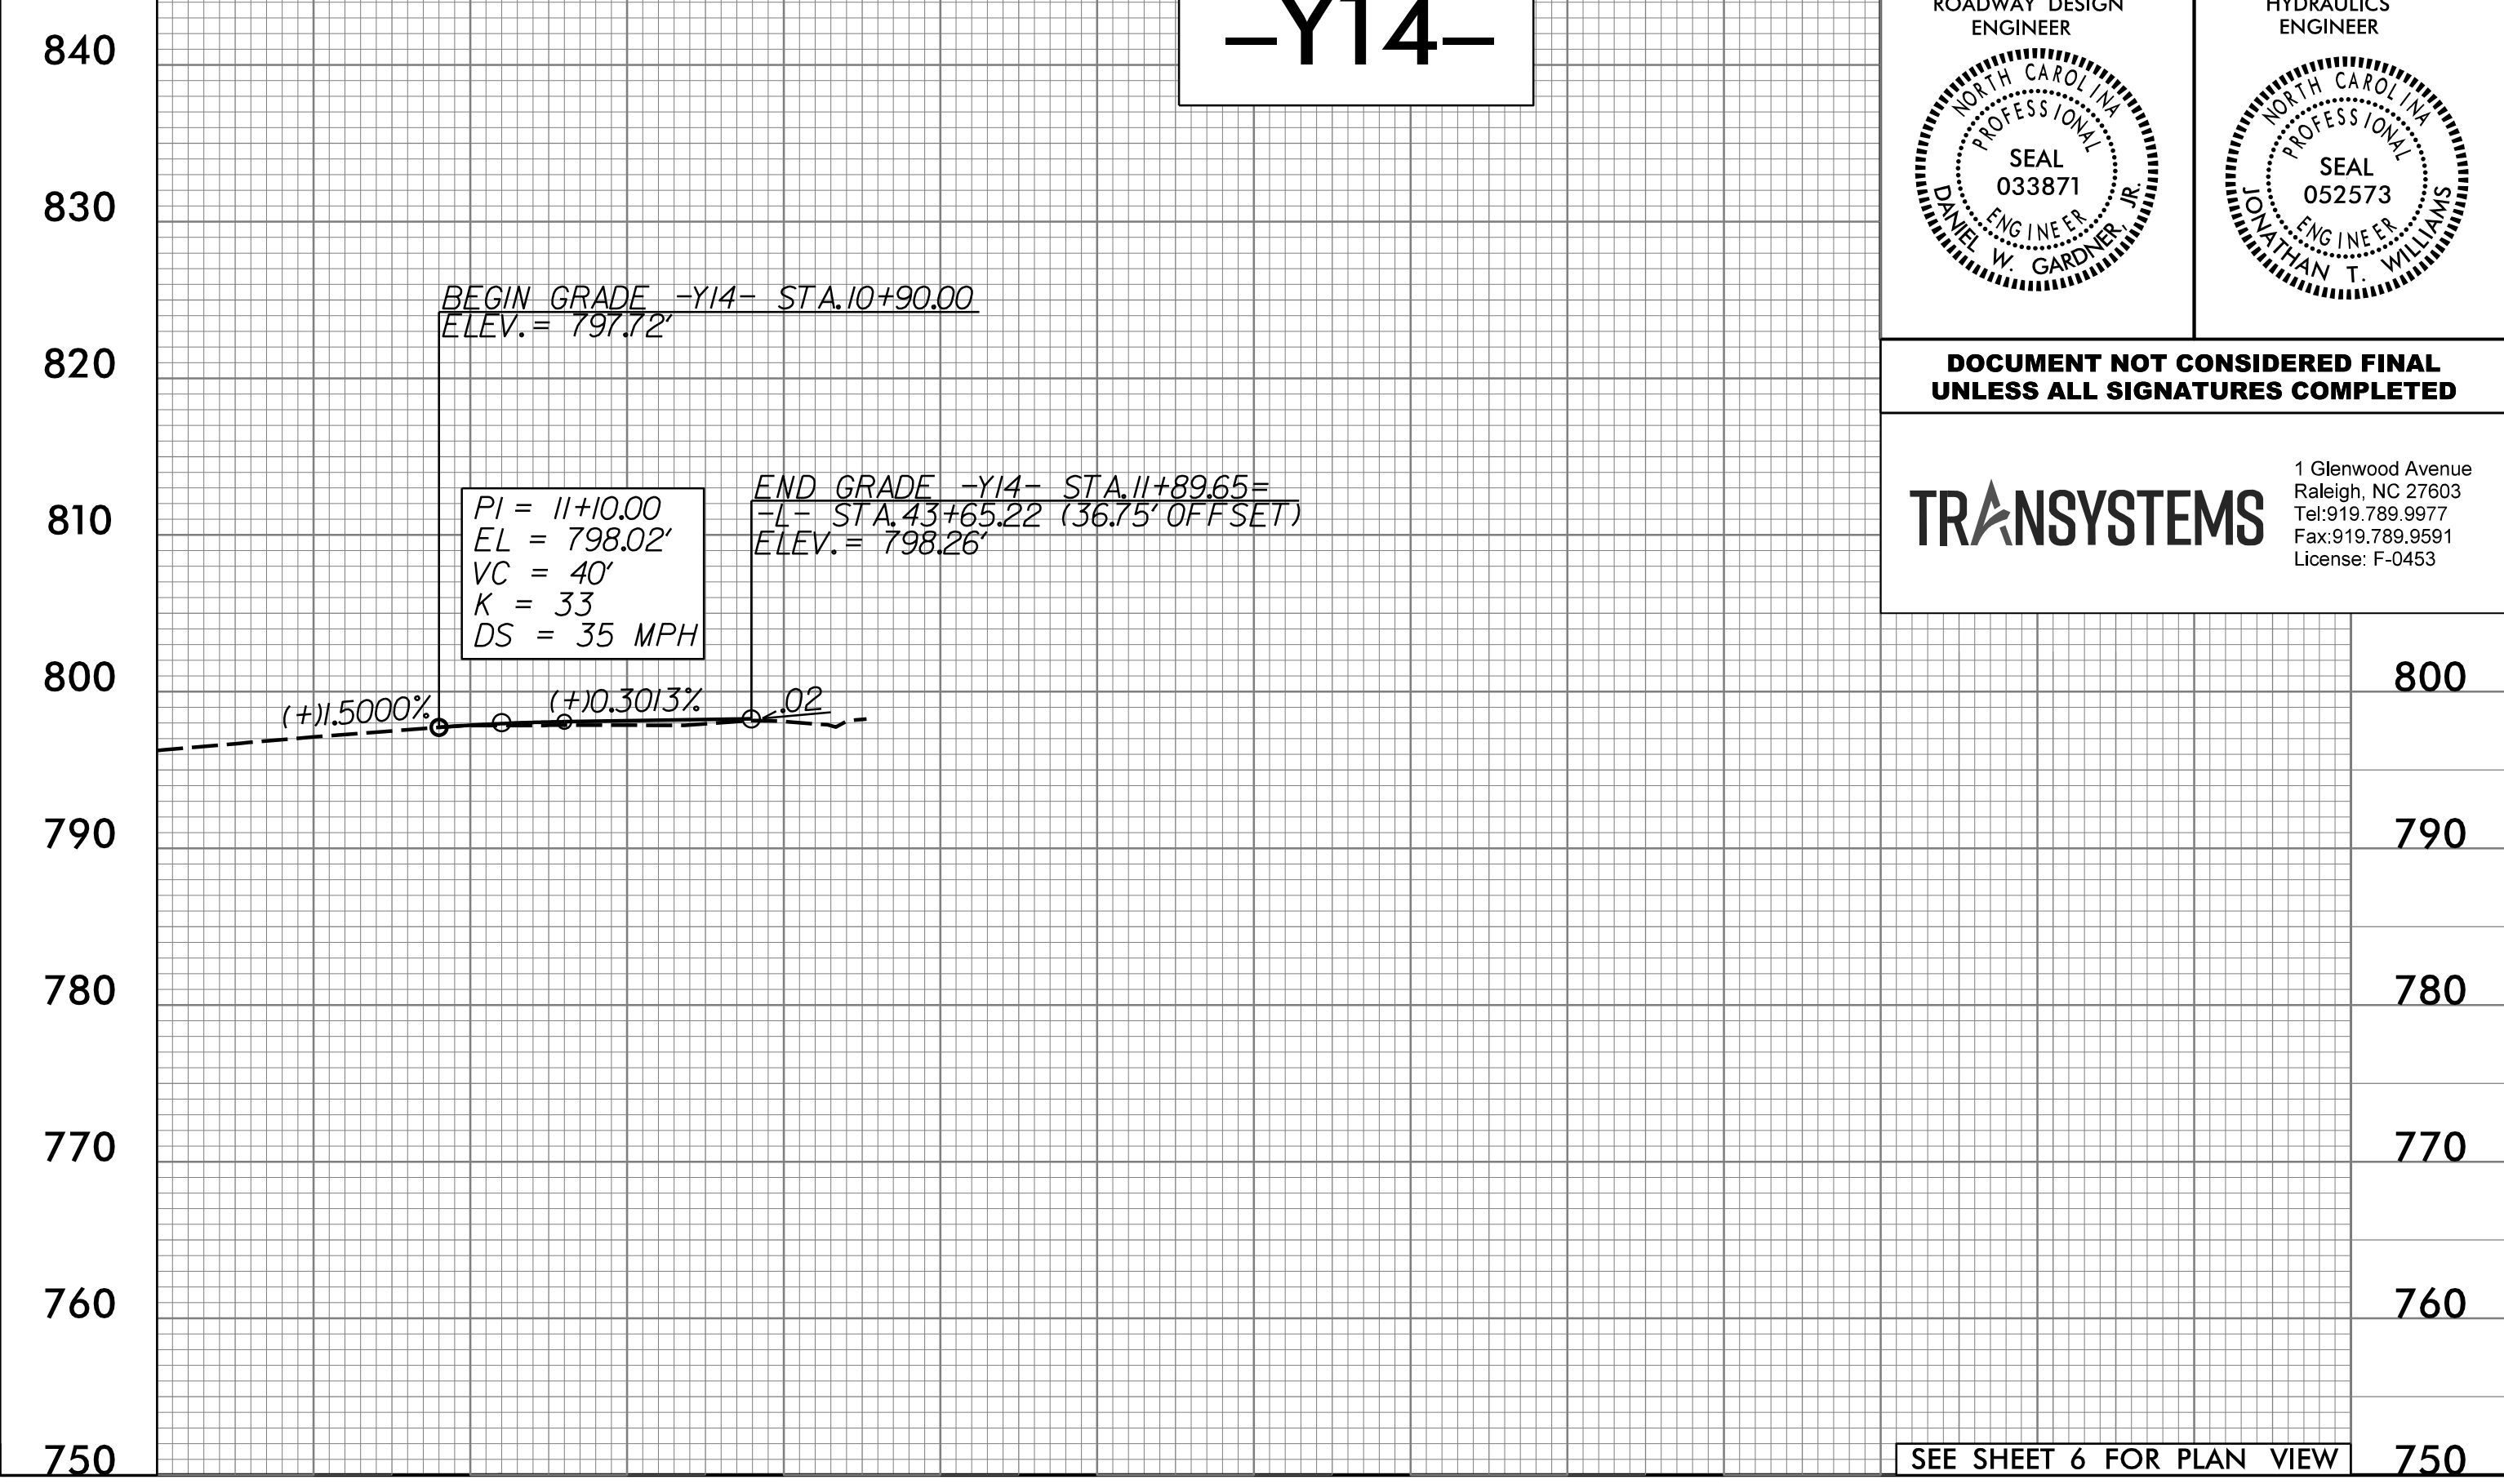 840
830
820
810
800
790
780
770
760
750
–Y14–
BEGIN GRADE -Y14- STA.10+90.00
ELEV.= 797.72'
PI = 11+10.00
EL = 798.02'
VC = 40'
K = 33
DS = 35 MPH
END GRADE -Y14- STA.11+89.65=
-L- STA.43+65.22 (36.75' OFFSET)
ELEV.= 798.26'
(+)1.5000%
(+)0.3013%
.02
ROADWAY DESIGN
ENGINEER
NORTH CAROLINA
PROFESSIONAL
SEAL
033871
ENGINEER
DANIEL W. GARDNER, JR.
HYDRAULICS
ENGINEER
NORTH CAROLINA
PROFESSIONAL
SEAL
052573
ENGINEER
JONATHAN T. WILLIAMS
DOCUMENT NOT CONSIDERED FINAL
UNLESS ALL SIGNATURES COMPLETED
TRANSYSTEMS
1 Glenwood Avenue
Raleigh, NC 27603
Tel:919.789.9977
Fax:919.789.9591
License: F-0453
800
790
780
770
760
750
SEE SHEET 6 FOR PLAN VIEW